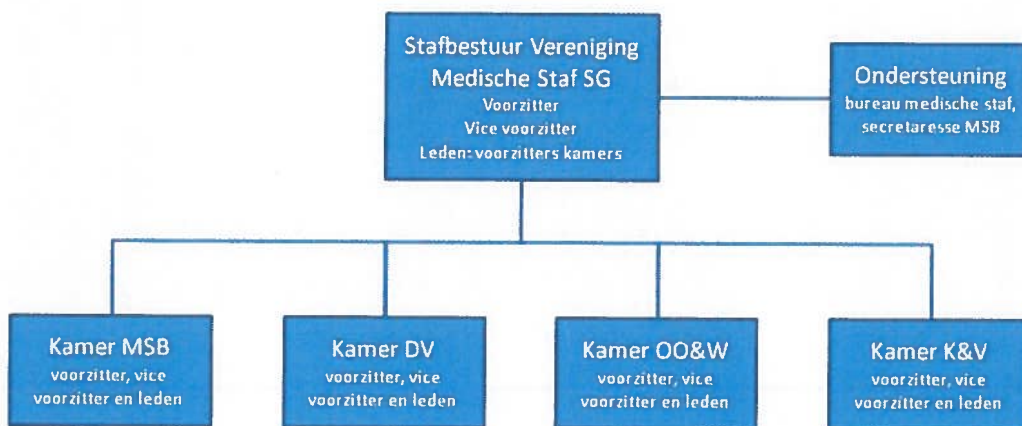 Stafbestuur Vereniging
Medische Staf SG
Voorzitter
Vice voorzitter
Leden: voorzitters kamers
Ondersteuning
bureau medische staf,
secretaresse MSB
Kamer MSB
voorzitter, vice
voorzitter en leden
Kamer DV
voorzitter, vice
voorzitter en leden
Kamer OO&W
voorzitter, vice
voorzitter en leden
Kamer K&V
voorzitter, vice
voorzitter en leden